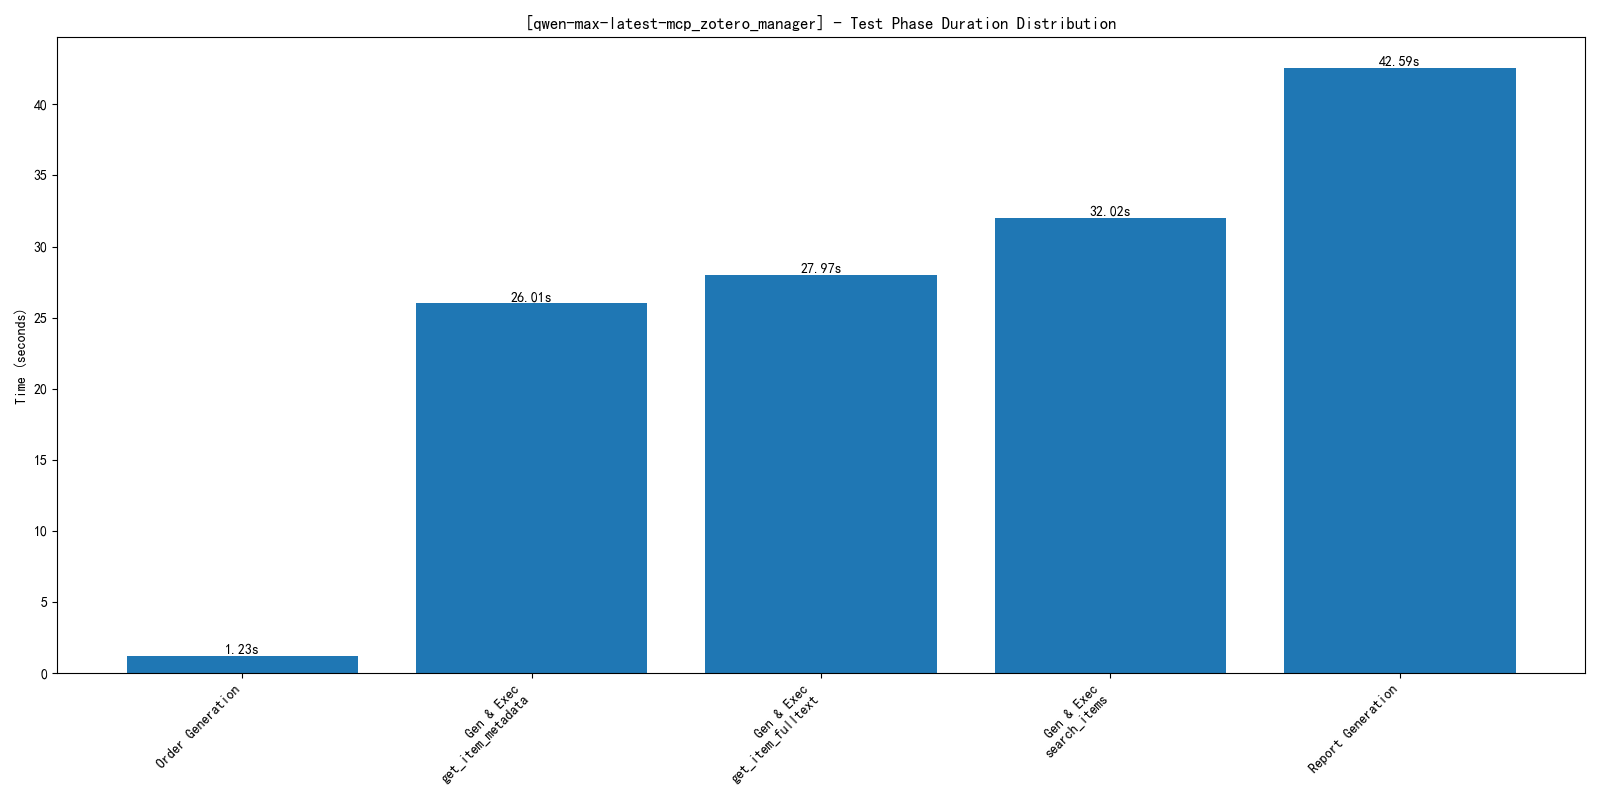 [qwen-max-latest-mcp_zotero_manager] - Test Phase Duration Distribution
42.59s
40
35
32.02s
30
27.97s
26.01s
25
Time (seconds)
20
15
10
5
1.23s
0
Order Generation
Gen & Exec
get_item_metadata
Gen & Exec
get_item_fulltext
Gen & Exec
search_items
Report Generation